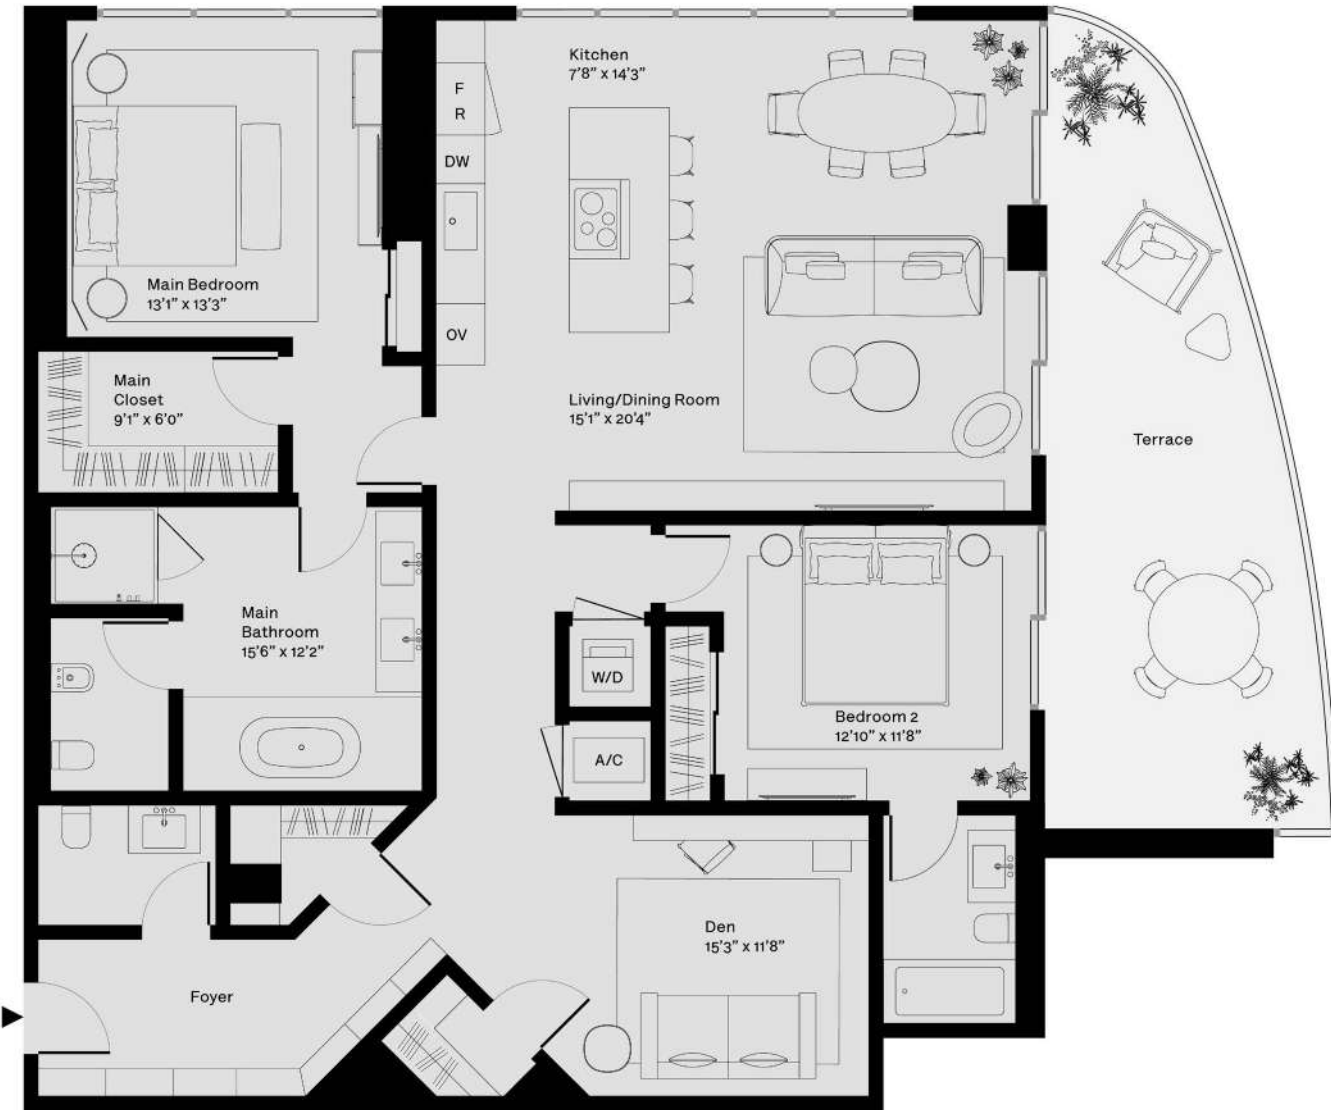 Kitchen
7'8" x 14'3"
F
R
DW
OV
Main Bedroom
13'1" x 13'3"
Main
Closet
9'1" x 6'0"
Living/Dining Room
15'1" x 20'4"
Terrace
Main
Bathroom
15'6" x 12'2"
W/D
A/C
Bedroom 2
12'10" x 11'8"
Den
15'3" x 11'8"
Foyer